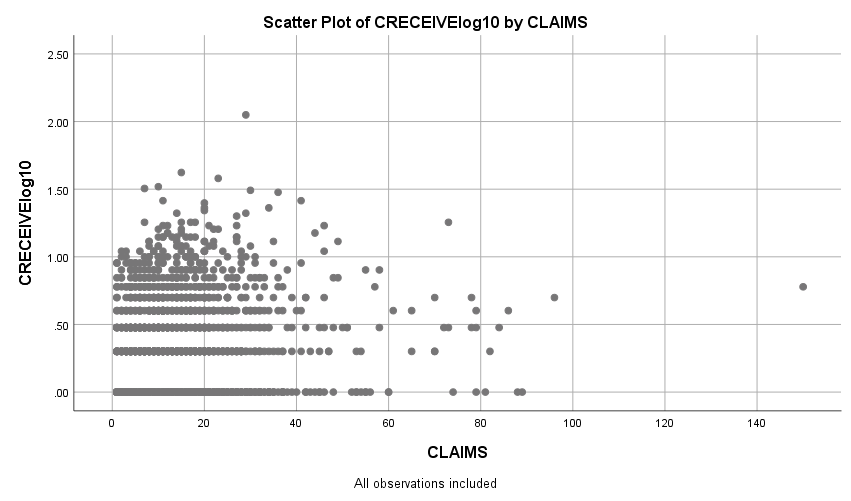 Scatter Plot of CRECEIVElog10 by CLAIMS
2.50
2.00
1.50
1.00
.50
.00
CRECEIVElog10
0 20 40 60 80 100 120 140
CLAIMS
All observations included